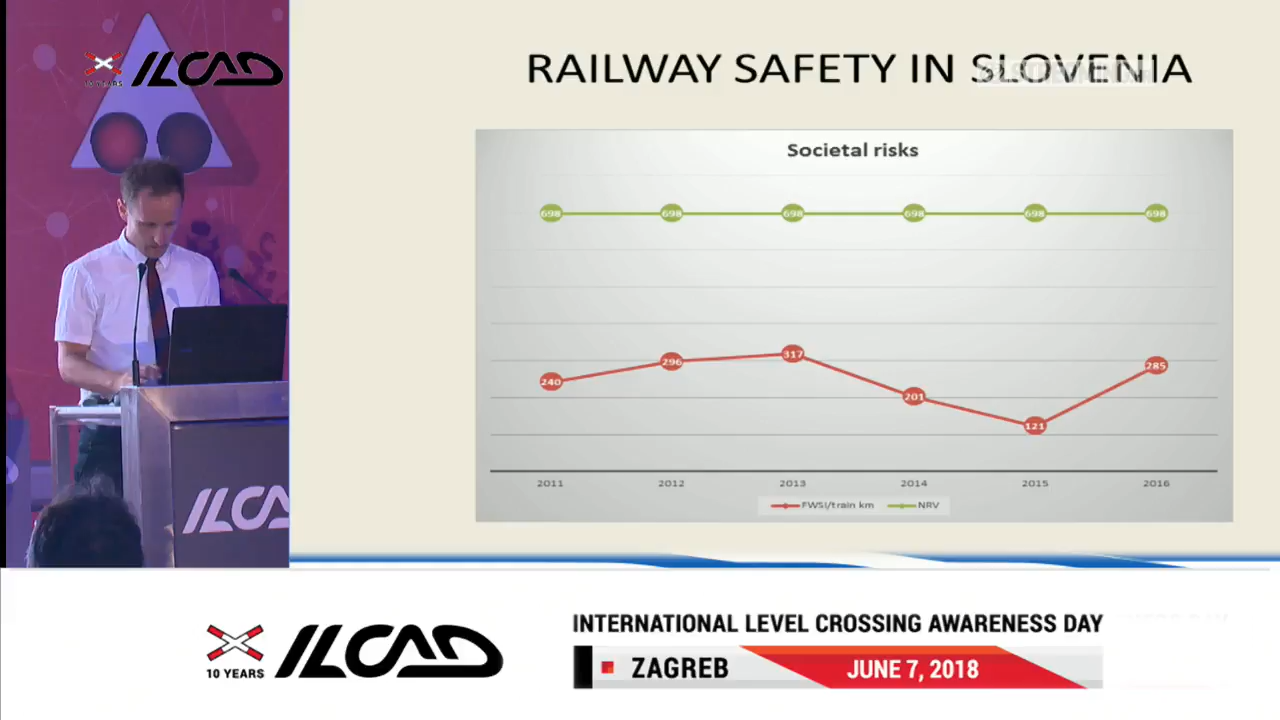 10 YEARS ILCAD
RAILWAY SAFETY IN SLOVENIA
Societal risks
698 698 698 698 698 698
240 296 317 201 121 285
2011 2012 2013 2014 2015 2016
FWSI/train km NRV
ILCAD
10 YEARS ILCAD
INTERNATIONAL LEVEL CROSSING AWARENESS DAY
ZAGREB JUNE 7, 2018